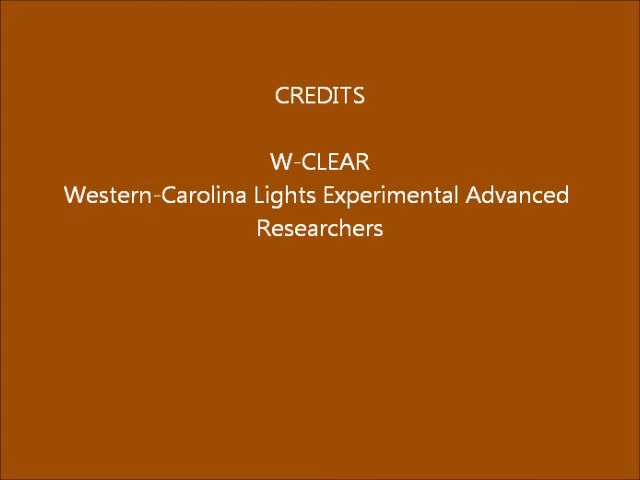 CREDITS
W-CLEAR
Western-Carolina Lights Experimental Advanced
Researchers